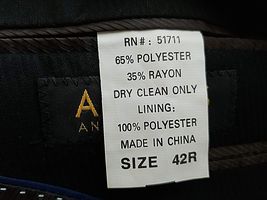 RN#: 51711
65% POLYESTER
35% RAYON
DRY CLEAN ONLY
LINING:
100% POLYESTER
MADE IN CHINA
SIZE 42R